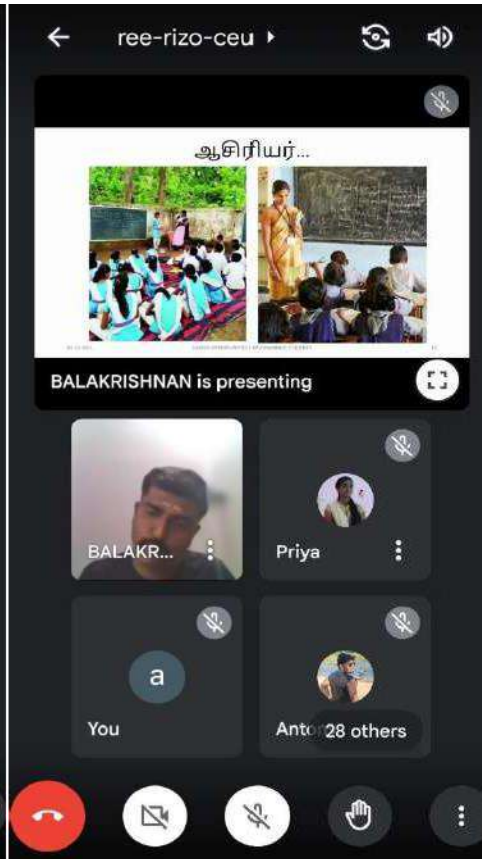 ree-rizo-ceu
ஆசிரியர்...
BALAKRISHNAN is presenting
BALAKR...
Priya
a
You
Anto
28 others